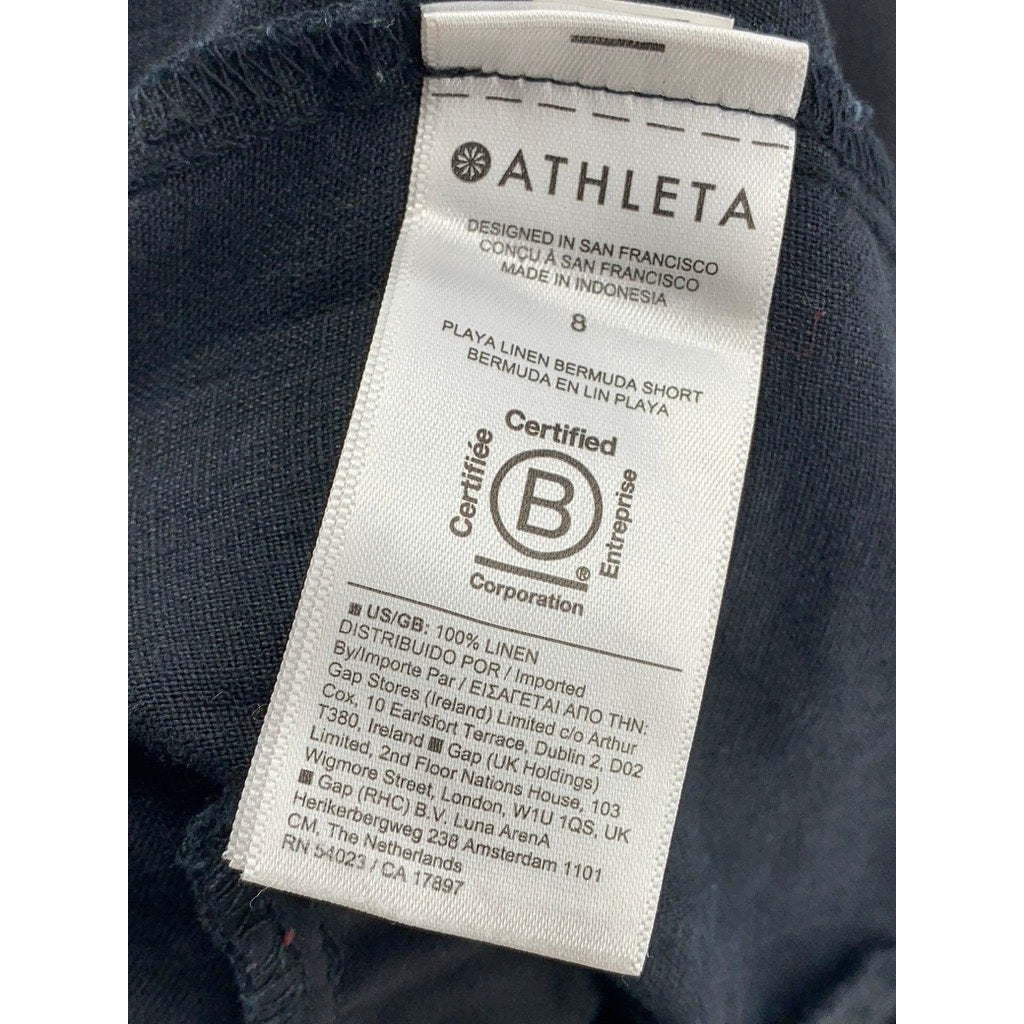 ATHLETA
DESIGNED IN SAN FRANCISCO
CONÇU À SAN FRANCISCO
MADE IN INDONESIA
8
PLAYA LINEN BERMUDA SHORT
BERMUDA EN LIN PLAYA
Certified
Certifiée
B
Entreprise
®
Corporation
US/GB: 100% LINEN
DISTRIBUIDO POR / Imported
By/Importe Par / ΕΙΣΑΓΕΤΑΙ ΑΠΟ ΤΗΝ:
Gap Stores (Ireland) Limited c/o Arthur
Cox, 10 Earlsfort Terrace, Dublin 2, D02
T380, Ireland Gap (UK Holdings)
Limited, 2nd Floor Nations House, 103
Wigmore Street, London, W1U 1QS, UK
Gap (RHC) B.V. Luna ArenA
Herikerbergweg 238 Amsterdam 1101
CM, The Netherlands
RN 54023 / CA 17897